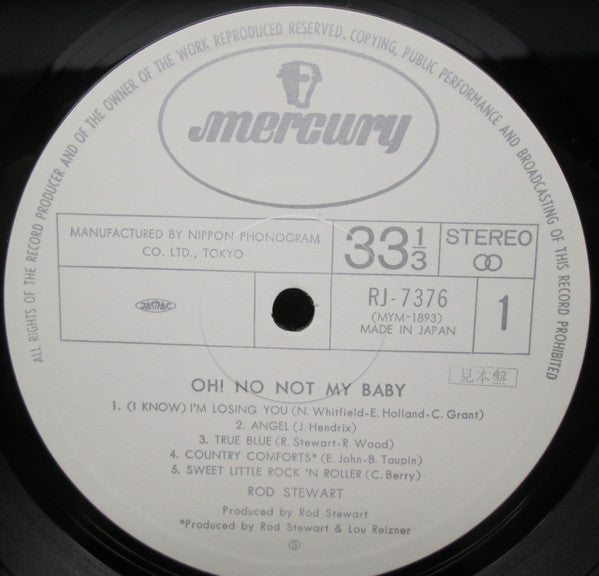 ALL RIGHTS OF THE RECORD PRODUCER AND OF THE OWNER OF THE WORK REPRODUCED RESERVED. COPYING, PUBLIC PERFORMANCE AND BROADCASTING OF THIS RECORD PROHIBITED
mercury
MANUFACTURED BY NIPPON PHONOGRAM
CO. LTD., TOKYO
33 1/3
STEREO
JASRAC
RJ-7376
(MYM-1893)
MADE IN JAPAN
1
見本盤
OH! NO NOT MY BABY
1. (I KNOW) I'M LOSING YOU (N. Whitfield-E. Holland-C. Grant)
2. ANGEL (J. Hendrix)
3. TRUE BLUE (R. Stewart-R. Wood)
4. COUNTRY COMFORTS* (E. John-B. Taupin)
5. SWEET LITTLE ROCK 'N ROLLER (C. Berry)
ROD STEWART
Produced by Rod Stewart
*Produced by Rod Stewart & Lou Reizner
Ⓢ